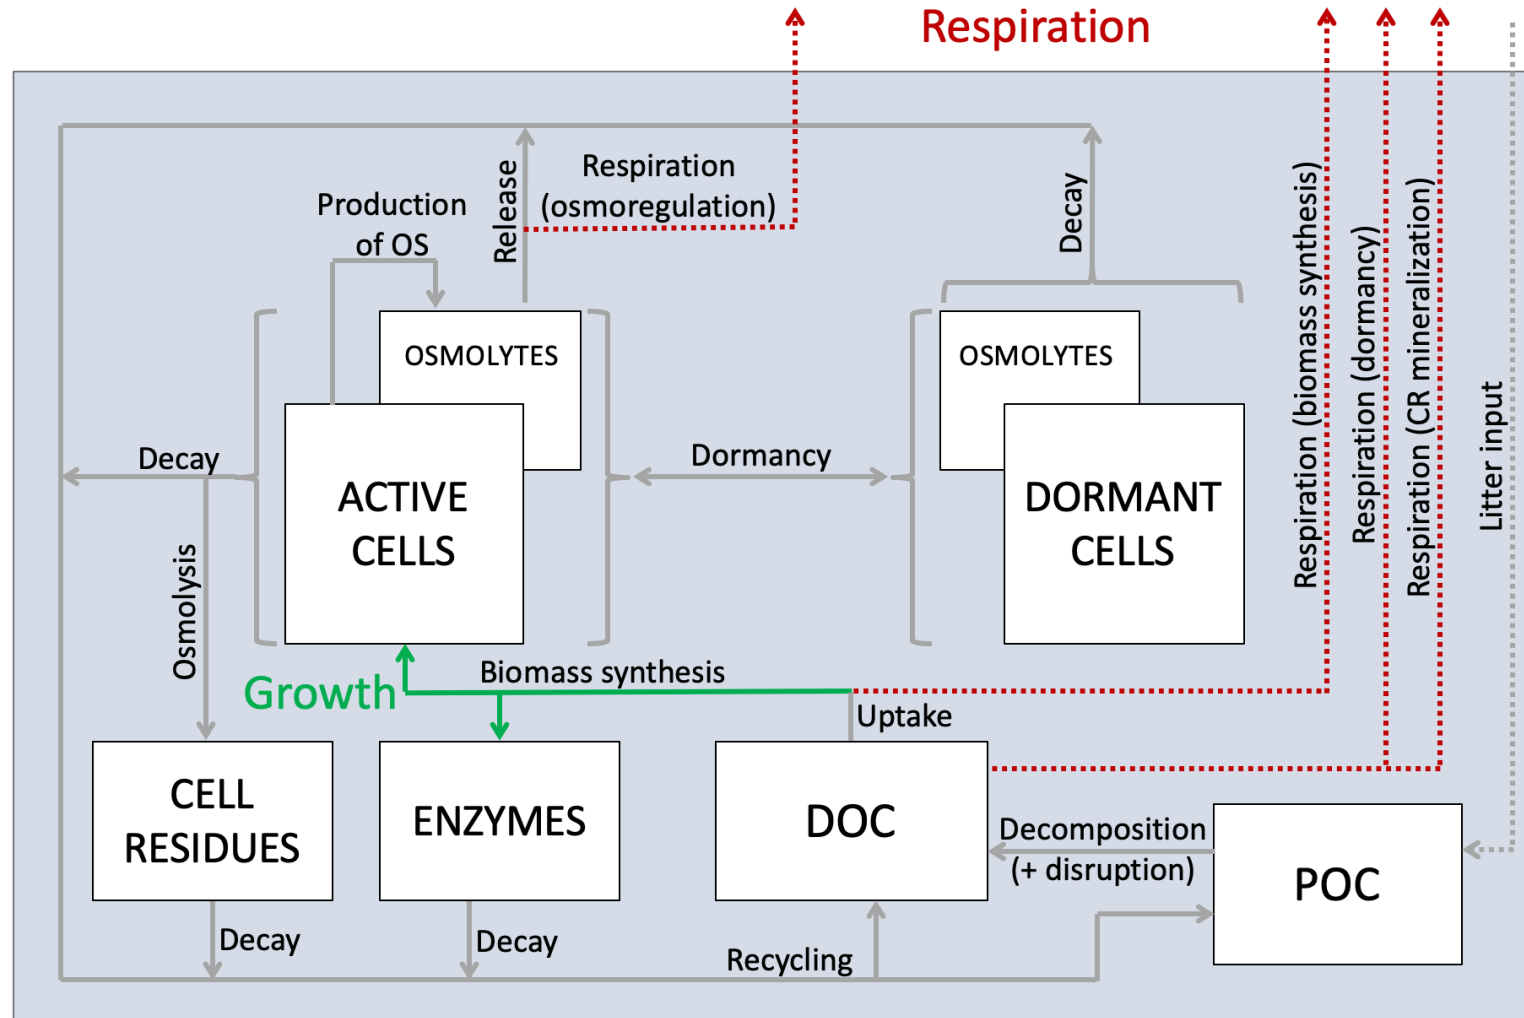 Respiration
Respiration
(osmoregulation)
Release
Production
of OS
Decay
OSMOLYTES
OSMOLYTES
Decay
Dormancy
ACTIVE
CELLS
DORMANT
CELLS
Respiration (biomass synthesis)
Respiration (dormancy)
Respiration (CR mineralization)
Litter input
Osmolysis
Growth
Biomass synthesis
Uptake
CELL
RESIDUES
ENZYMES
DOC
Decomposition
(+ disruption)
POC
Decay
Decay
Recycling